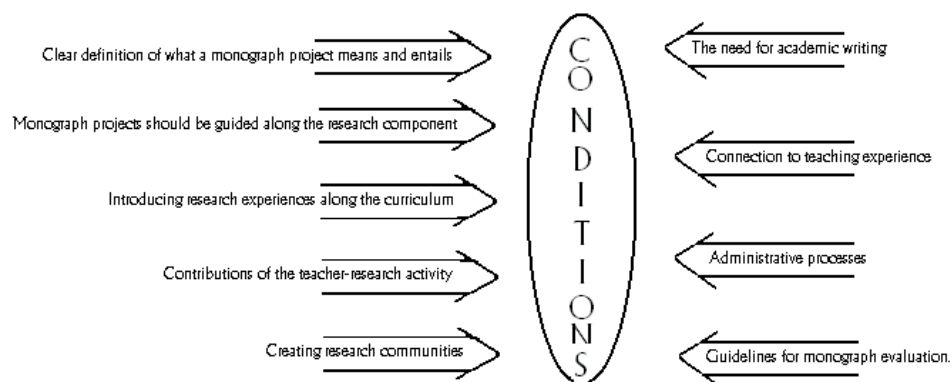 Clear definition of what a monograph project means and entails
Monograph projects should be guided along the research component
Introducing research experiences along the curriculum
Contributions of the teacher-research activity
Creating research communities
CONDITIONS
The need for academic writing
Connection to teaching experience
Administrative processes
Guidelines for monograph evaluation.